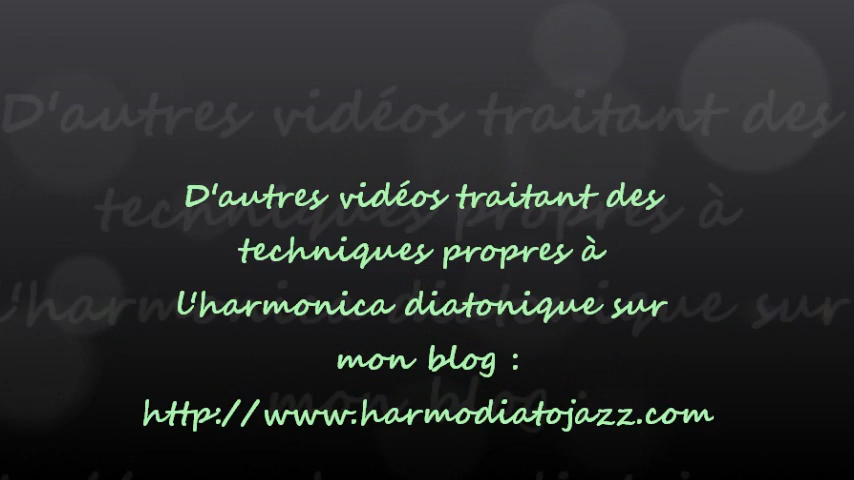 D'autres vidéos traitant des
techniques propres à
l'harmonica diatonique sur
mon blog :
http://www.harmodiatojazz.com